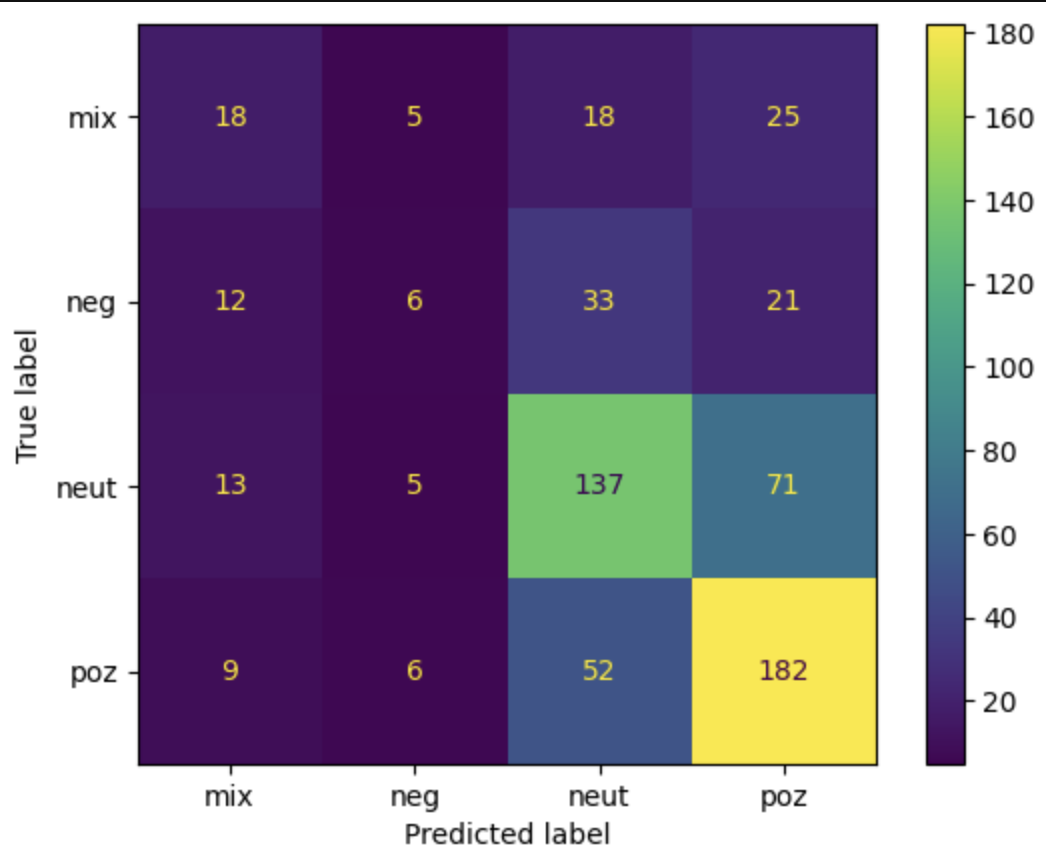 mix 18 5 18 25
neg 12 6 33 21
neut 13 5 137 71
poz 9 6 52 182
mix neg neut poz
Predicted label
True label
180
160
140
120
100
80
60
40
20